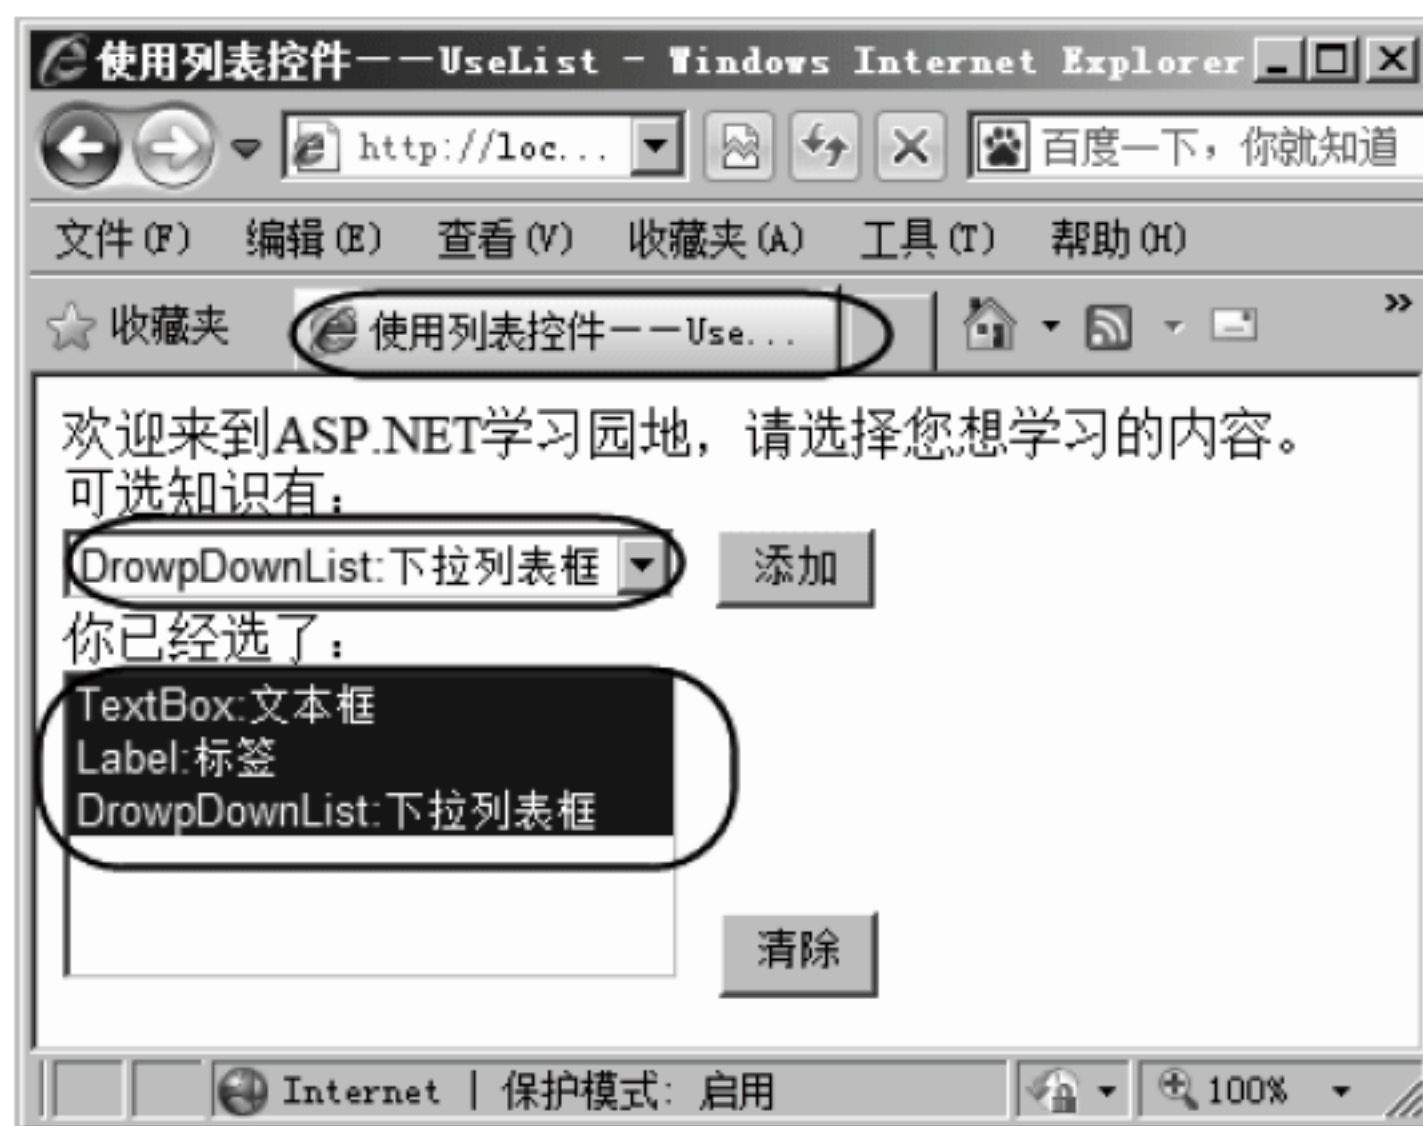 使用列表控件——UseList - Windows Internet Explorer
http://loc... 百度一下，你就知道
文件(F) 编辑(E) 查看(V) 收藏夹(A) 工具(T) 帮助(H)
收藏夹 使用列表控件——Use... »
欢迎来到ASP.NET学习园地，请选择您想学习的内容。
可选知识有：
DrowpDownList:下拉列表框 添加
你已经选了：
TextBox:文本框
Label:标签
DrowpDownList:下拉列表框
清除
Internet | 保护模式: 启用 100%